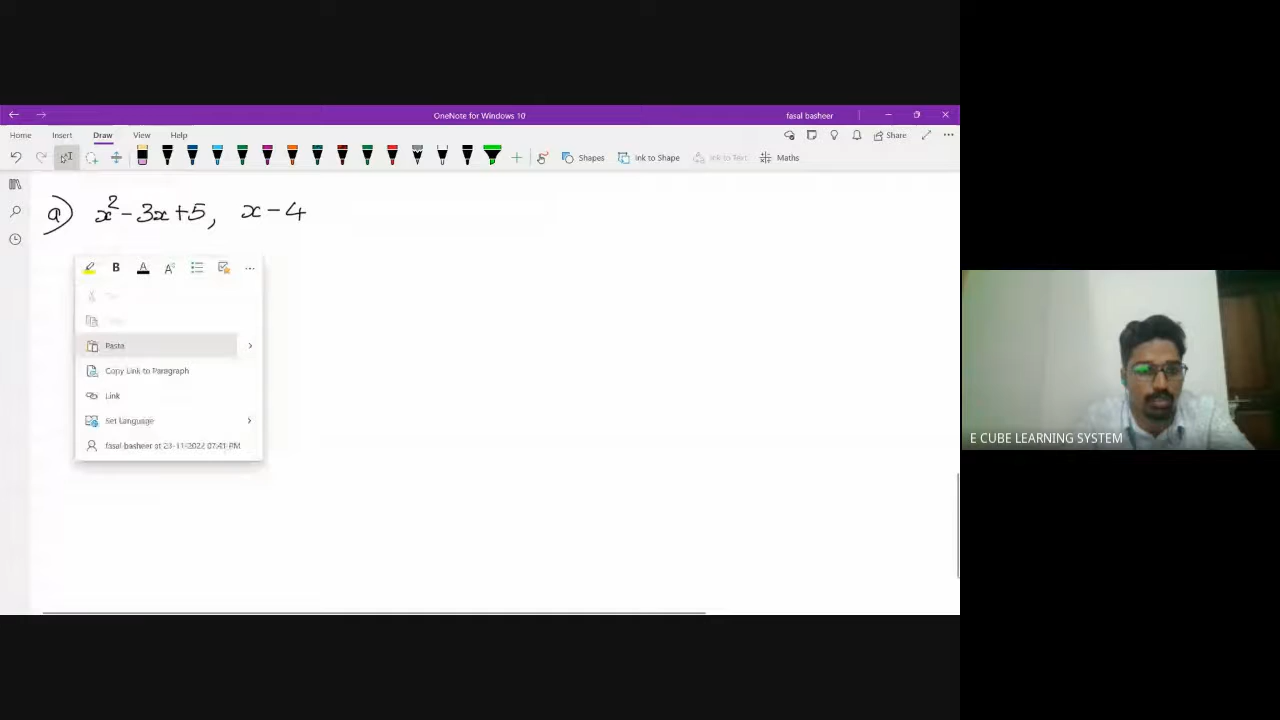 OneNote for Windows 10
fasal basheer
Home Insert Draw View Help
Share
Shapes Ink to Shape Ink to Text Maths
a) x² - 3x + 5, x - 4
B A A
Paste
Copy Link to Paragraph
Link
Set Language
fasal basheer at 23-11-2022 07:41 PM
E CUBE LEARNING SYSTEM